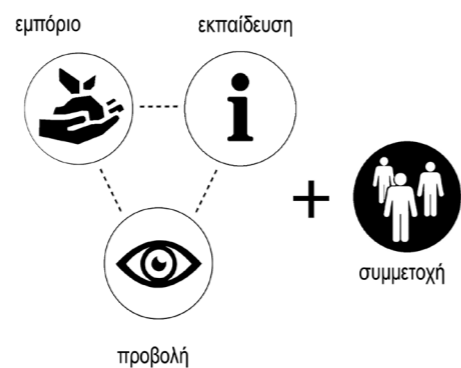 εμπόριο
εκπαίδευση
+
συμμετοχή
προβολή